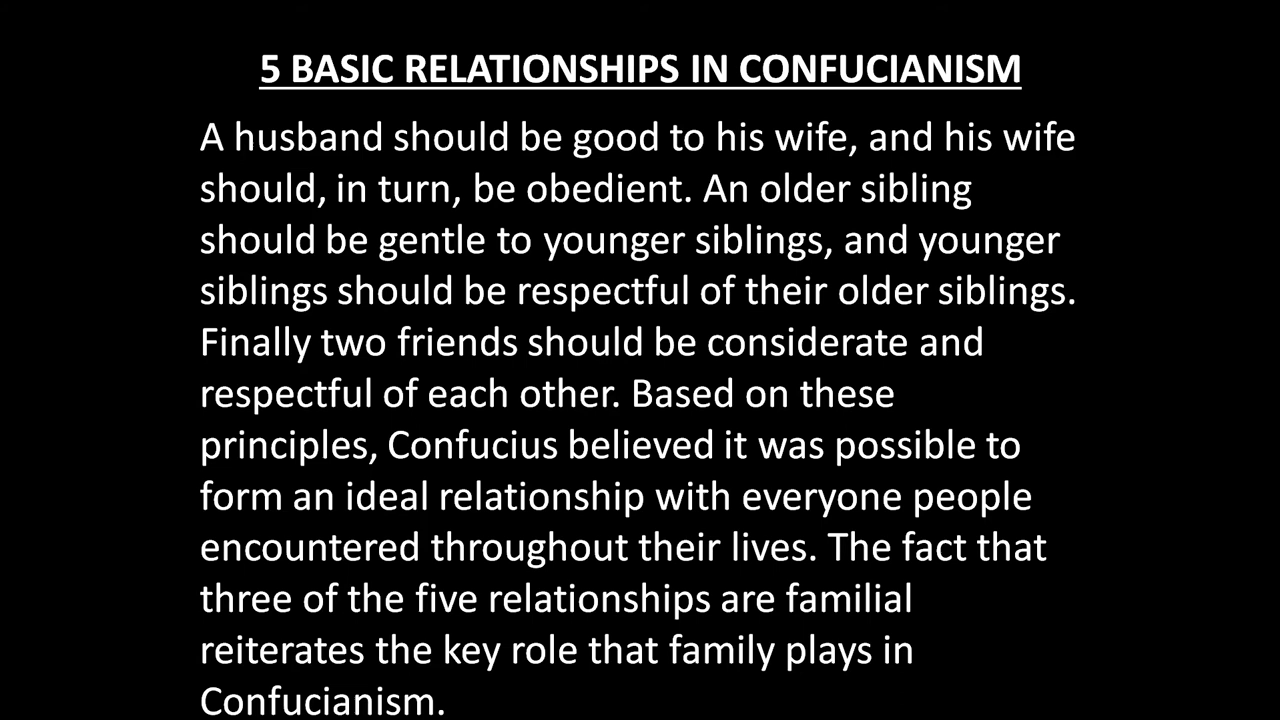 5 BASIC RELATIONSHIPS IN CONFUCIANISM
A husband should be good to his wife, and his wife
should, in turn, be obedient. An older sibling
should be gentle to younger siblings, and younger
siblings should be respectful of their older siblings.
Finally two friends should be considerate and
respectful of each other. Based on these
principles, Confucius believed it was possible to
form an ideal relationship with everyone people
encountered throughout their lives. The fact that
three of the five relationships are familial
reiterates the key role that family plays in
Confucianism.